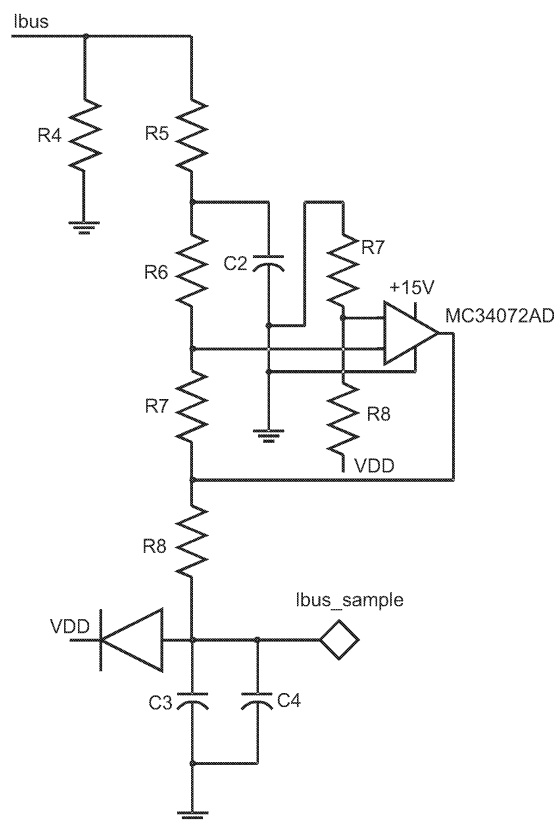 Ibus
R4
R5
R6
C2
R7
+15V
MC34072AD
R7
R8
VDD
R8
Ibus_sample
VDD
C3
C4